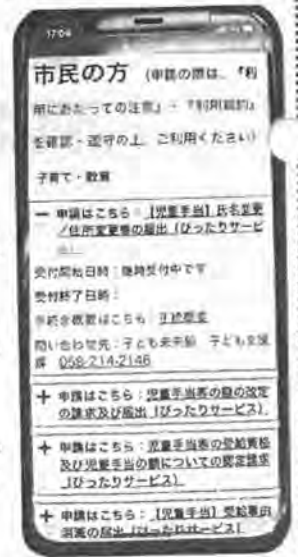 17:04
市民の方 (申請の際は、『利
用にあたっての注意』・『利用規約』
を確認・遵守の上、ご利用ください)
子育て・教育
− 申請はこちら：【児童手当】氏名変更
／住所変更等の届出（ぴったりサービ
ス）
受付開始日時：随時受付中です
受付終了日時：
手続き概要はこちら：手続概要
問い合わせ先：子ども未来部 子ども支援
課 058-214-2146
+ 申請はこちら：児童手当等の額の改定
の請求及び届出（ぴったりサービス）
+ 申請はこちら：児童手当等の受給資格
及び児童手当の額についての認定請求
（ぴったりサービス）
+ 申請はこちら：【児童手当】受給事由
消滅の届出（ぴったりサービス）